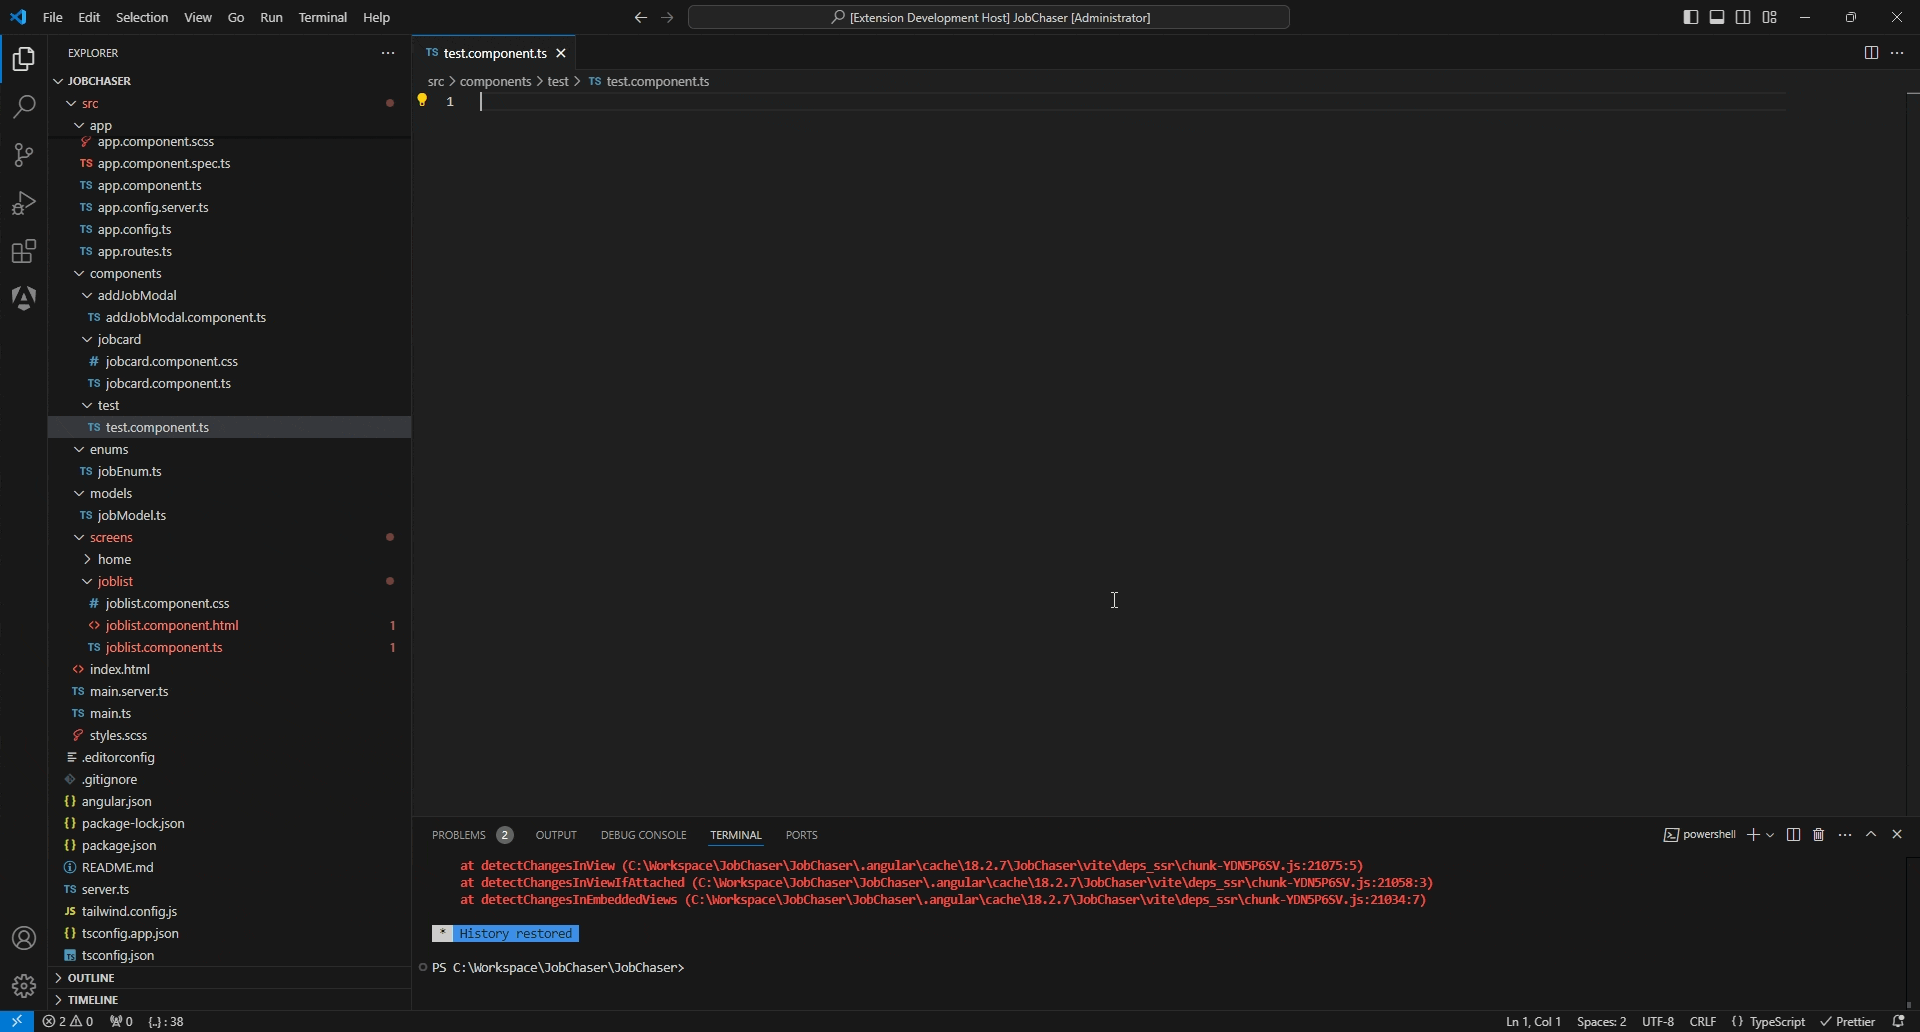 File Edit Selection View Go Run Terminal Help
[Extension Development Host] JobChaser [Administrator]
EXPLORER
TS test.component.ts
JOBCHASER
src > components > test > TS test.component.ts
1
src
app
app.component.scss
TS app.component.spec.ts
TS app.component.ts
TS app.config.server.ts
TS app.config.ts
TS app.routes.ts
components
addJobModal
TS addJobModal.component.ts
jobcard
# jobcard.component.css
TS jobcard.component.ts
test
TS test.component.ts
enums
TS jobEnum.ts
models
TS jobModel.ts
screens
home
joblist
# joblist.component.css
<> joblist.component.html 1
TS joblist.component.ts 1
<> index.html
TS main.server.ts
TS main.ts
styles.scss
.editorconfig
.gitignore
{} angular.json
{} package-lock.json
{} package.json
README.md
TS server.ts
JS tailwind.config.js
{} tsconfig.app.json
TS tsconfig.json
OUTLINE
TIMELINE
PROBLEMS 2 OUTPUT DEBUG CONSOLE TERMINAL PORTS
powershell
at detectChangesInView (C:\Workspace\JobChaser\JobChaser\.angular\cache\18.2.7\JobChaser\vite\deps_ssr\chunk-YDN5P6SV.js:21075:5)
at detectChangesInViewIfAttached (C:\Workspace\JobChaser\JobChaser\.angular\cache\18.2.7\JobChaser\vite\deps_ssr\chunk-YDN5P6SV.js:21058:3)
at detectChangesInEmbeddedViews (C:\Workspace\JobChaser\JobChaser\.angular\cache\18.2.7\JobChaser\vite\deps_ssr\chunk-YDN5P6SV.js:21034:7)
* History restored
PS C:\Workspace\JobChaser\JobChaser>
2 0 0 {..} : 38
Ln 1, Col 1 Spaces: 2 UTF-8 CRLF {} TypeScript Prettier